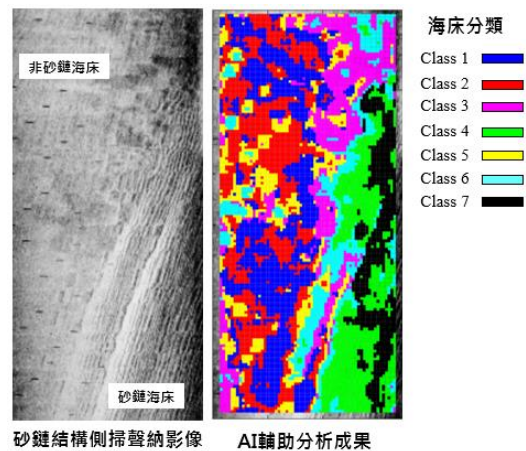 非砂鏈海床
砂鏈海床
砂鏈結構側掃聲納影像
AI輔助分析成果
海床分類
Class 1
Class 2
Class 3
Class 4
Class 5
Class 6
Class 7